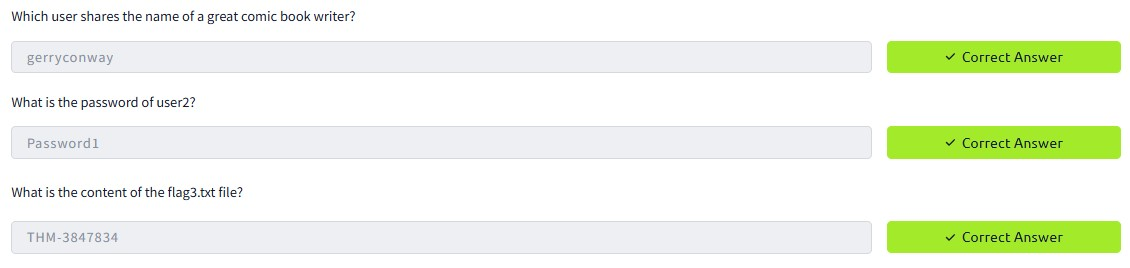 Which user shares the name of a great comic book writer?
gerryconway
✓ Correct Answer
What is the password of user2?
Password1
✓ Correct Answer
What is the content of the flag3.txt file?
THM-3847834
✓ Correct Answer